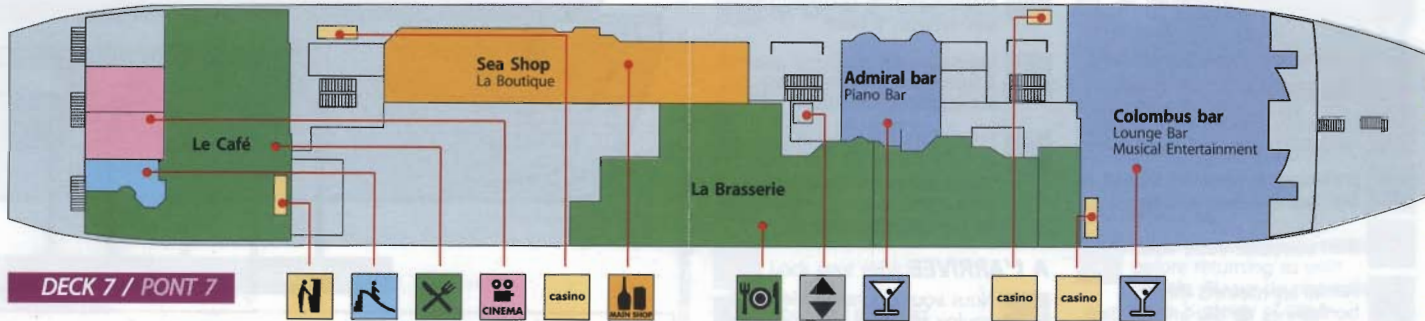 Sea Shop
La Boutique
Admiral bar
Piano Bar
Colombus bar
Lounge Bar
Musical Entertainment
Le Café
La Brasserie
DECK 7 / PONT 7
CINEMA
casino
MAIN SHOP
casino
casino